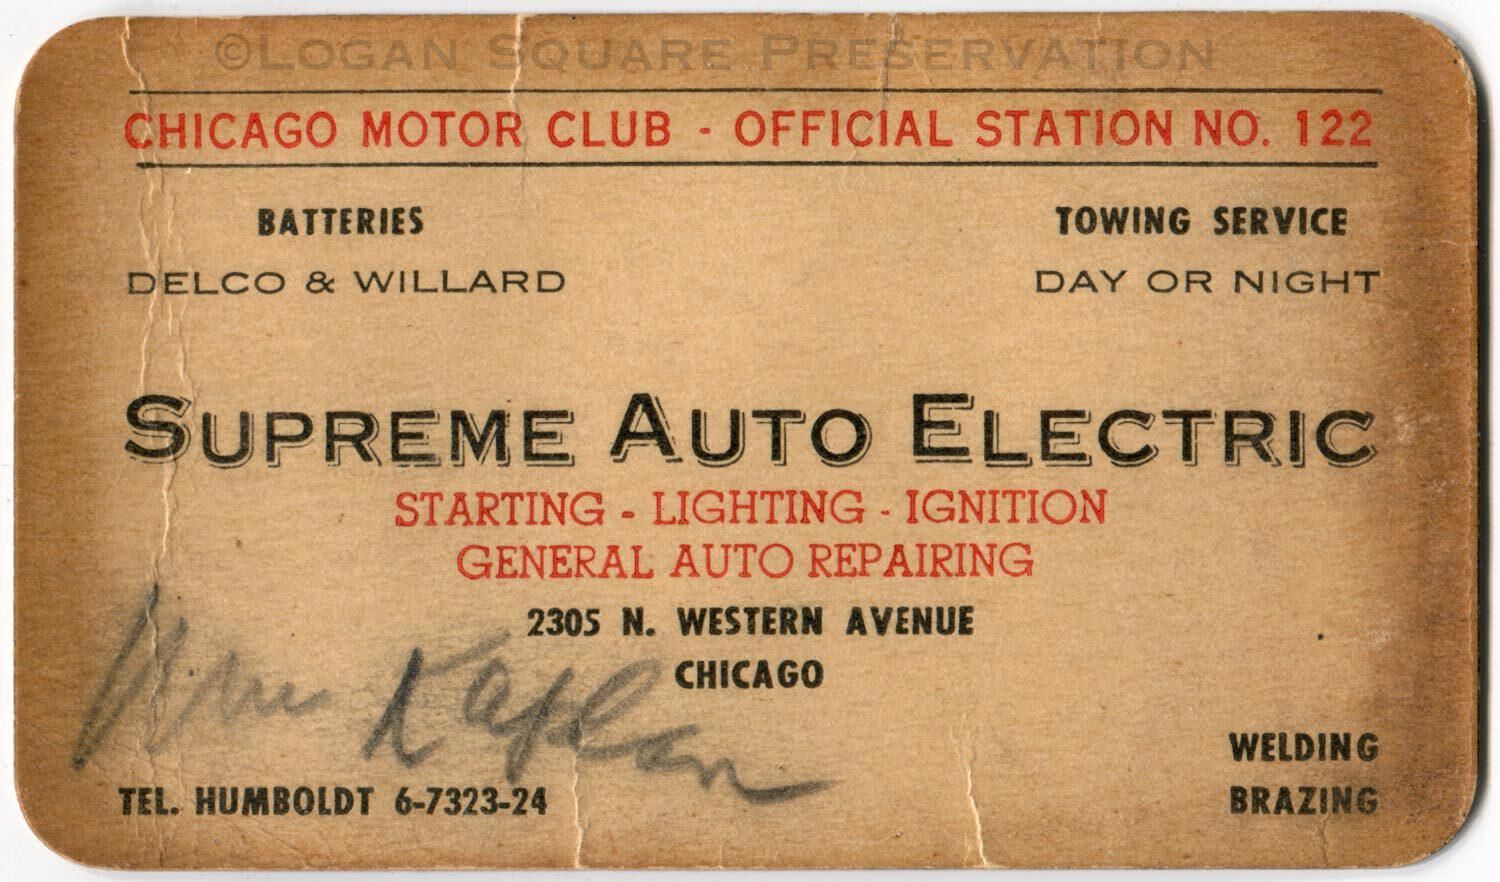 ©Logan Square Preservation
CHICAGO MOTOR CLUB - OFFICIAL STATION NO. 122
BATTERIES
DELCO & WILLARD
TOWING SERVICE
DAY OR NIGHT
SUPREME AUTO ELECTRIC
STARTING - LIGHTING - IGNITION
GENERAL AUTO REPAIRING
2305 N. WESTERN AVENUE
CHICAGO
Wm Kaplan
TEL. HUMBOLDT 6-7323-24
WELDING
BRAZING